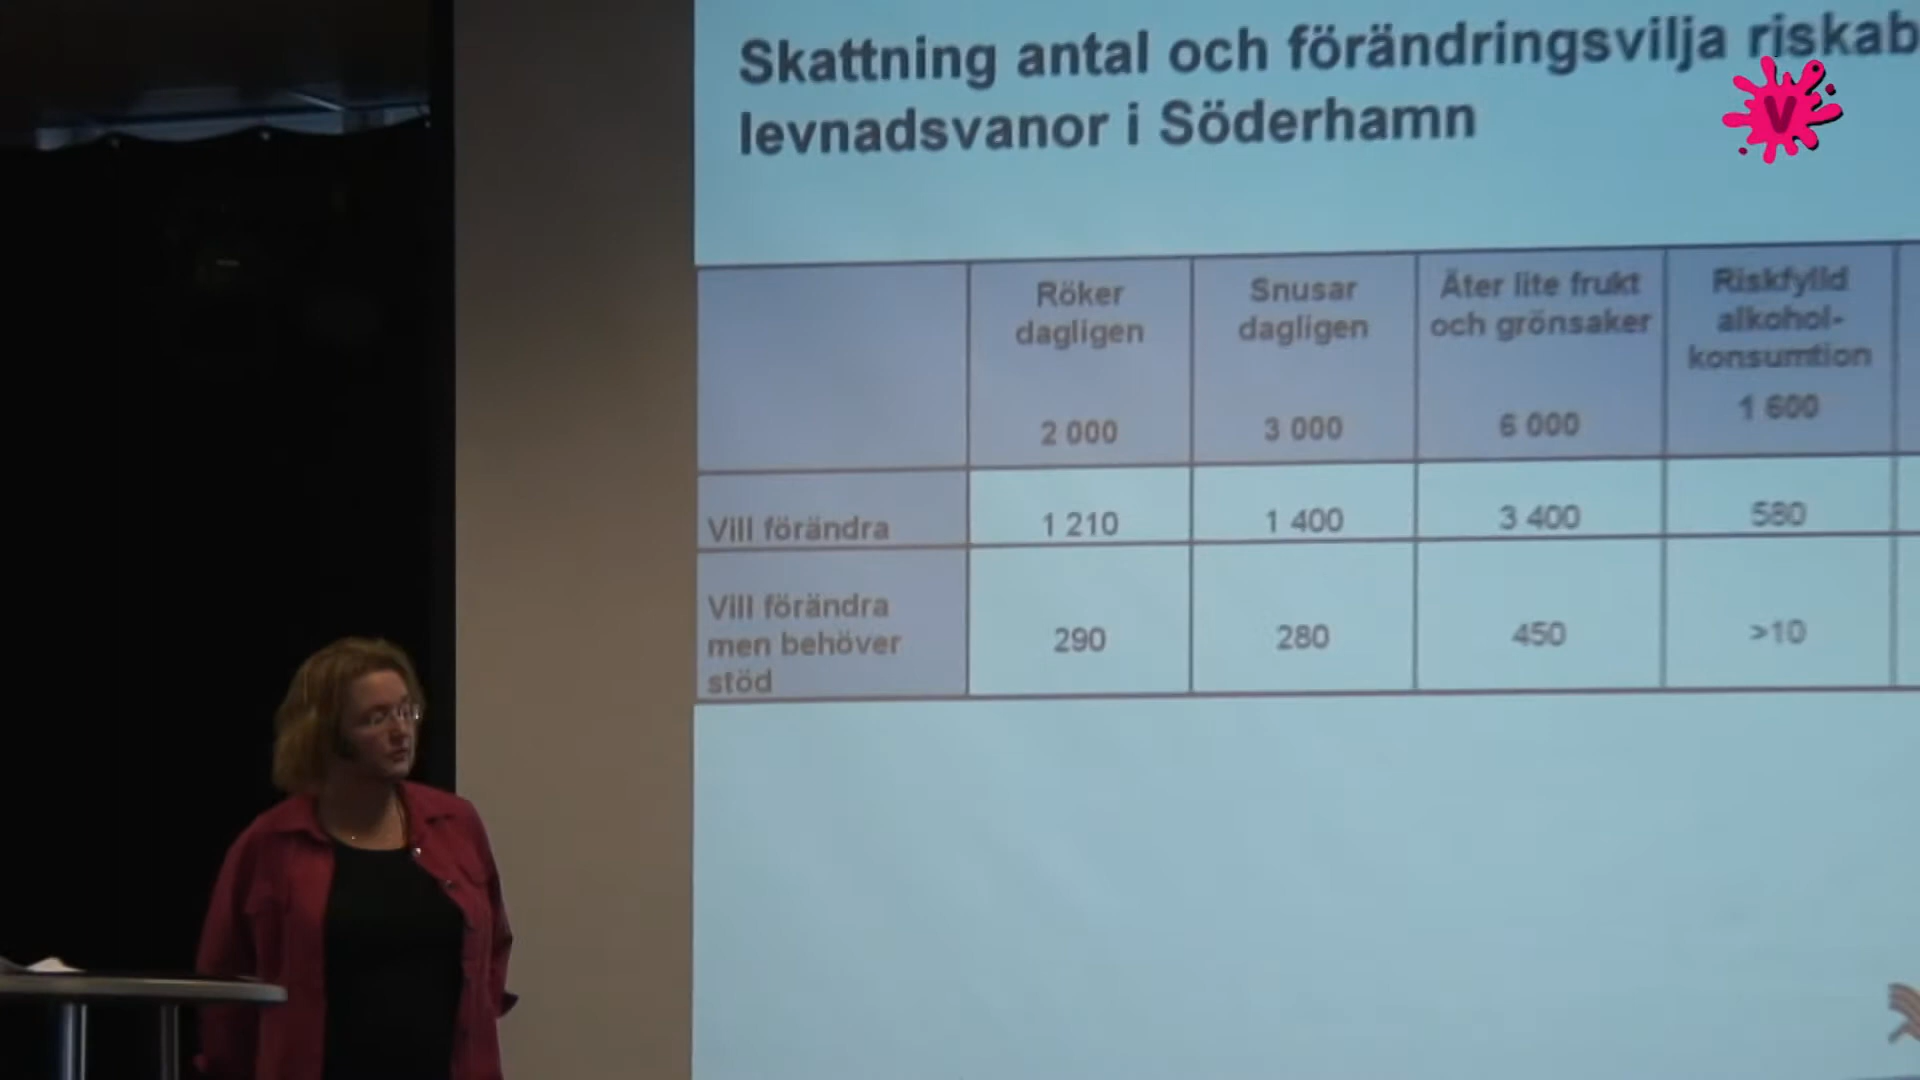 Skattning antal och förändringsvilja riskab
levnadsvanor i Söderhamn
V
Röker
dagligen
2 000
Snusar
dagligen
3 000
Äter lite frukt
och grönsaker
6 000
Riskfylld
alkohol-
konsumtion
1 600
Vill förändra
1 210
1 400
3 400
580
Vill förändra
men behöver
stöd
290
280
450
>10